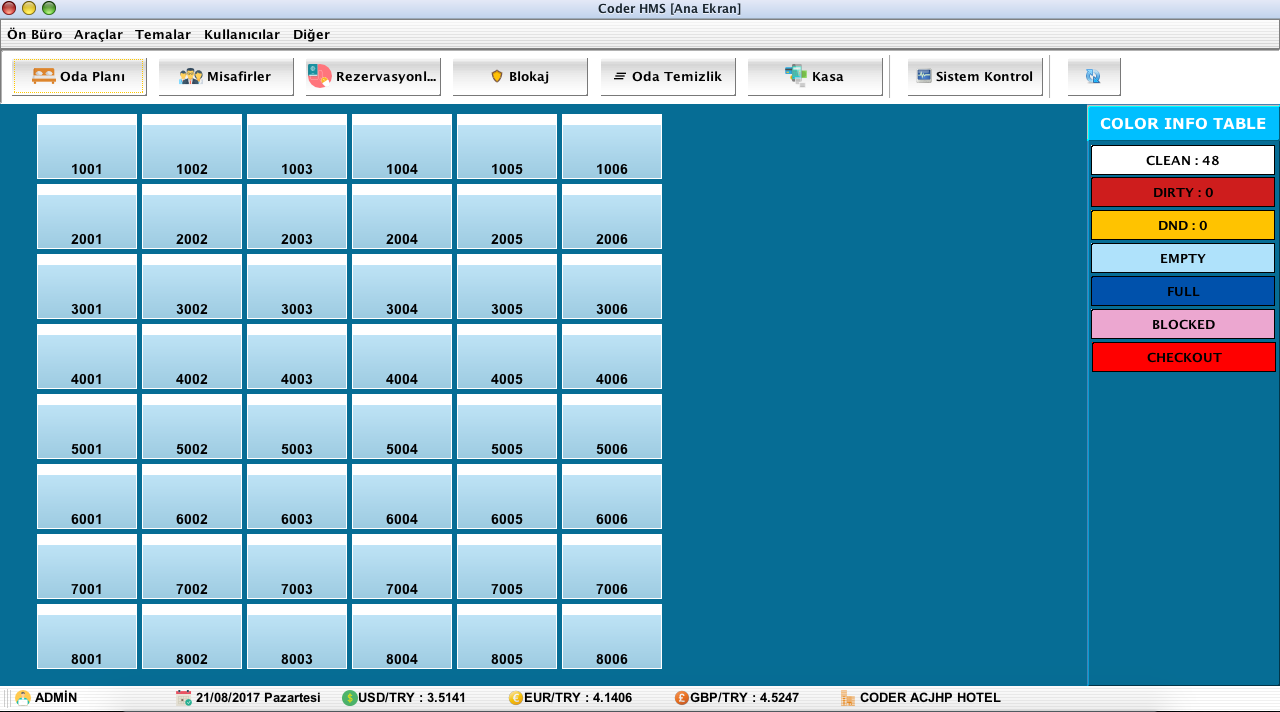 Coder HMS [Ana Ekran]
Ön Büro Araçlar Temalar Kullanıcılar Diğer
Oda Planı Misafirler Rezervasyonl... Blokaj Oda Temizlik Kasa Sistem Kontrol
1001 1002 1003 1004 1005 1006
2001 2002 2003 2004 2005 2006
3001 3002 3003 3004 3005 3006
4001 4002 4003 4004 4005 4006
5001 5002 5003 5004 5005 5006
6001 6002 6003 6004 6005 6006
7001 7002 7003 7004 7005 7006
8001 8002 8003 8004 8005 8006
COLOR INFO TABLE
CLEAN : 48
DIRTY : 0
DND : 0
EMPTY
FULL
BLOCKED
CHECKOUT
ADMİN 21/08/2017 Pazartesi USD/TRY : 3.5141 EUR/TRY : 4.1406 GBP/TRY : 4.5247 CODER ACJHP HOTEL